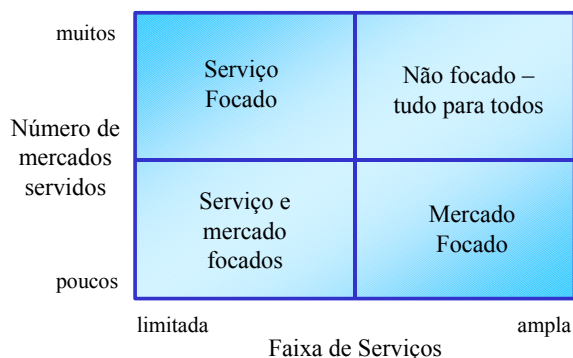 muitos
Serviço
Focado
Não focado –
tudo para todos
Número de
mercados
servidos
Serviço e
mercado
focados
Mercado
Focado
poucos
limitada
ampla
Faixa de Serviços